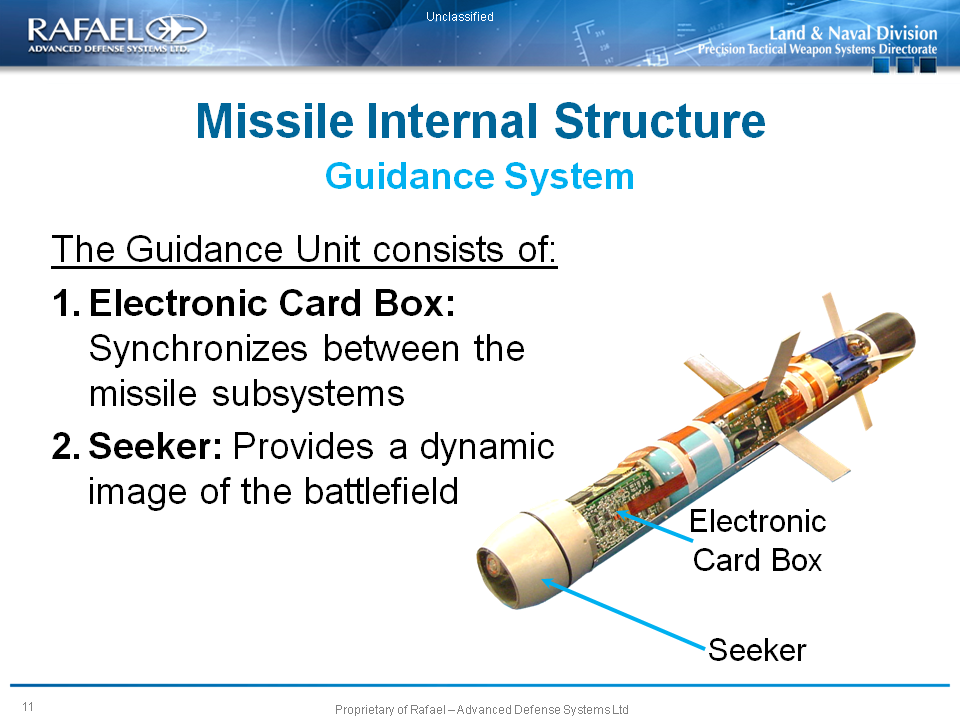 Unclassified
RAFAEL
ADVANCED DEFENSE SYSTEMS LTD.
Land & Naval Division
Precision Tactical Weapon Systems Directorate
Missile Internal Structure
Guidance System
The Guidance Unit consists of:
1. Electronic Card Box:
Synchronizes between the
missile subsystems
2. Seeker: Provides a dynamic
image of the battlefield
Electronic
Card Box
Seeker
11
Proprietary of Rafael – Advanced Defense Systems Ltd